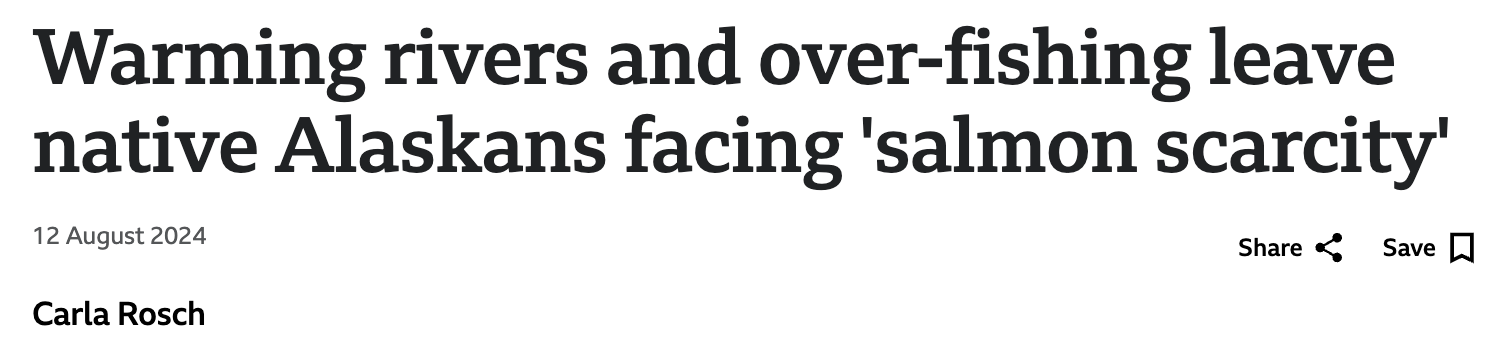 Warming rivers and over-fishing leave
native Alaskans facing 'salmon scarcity'
12 August 2024
Share Save
Carla Rosch